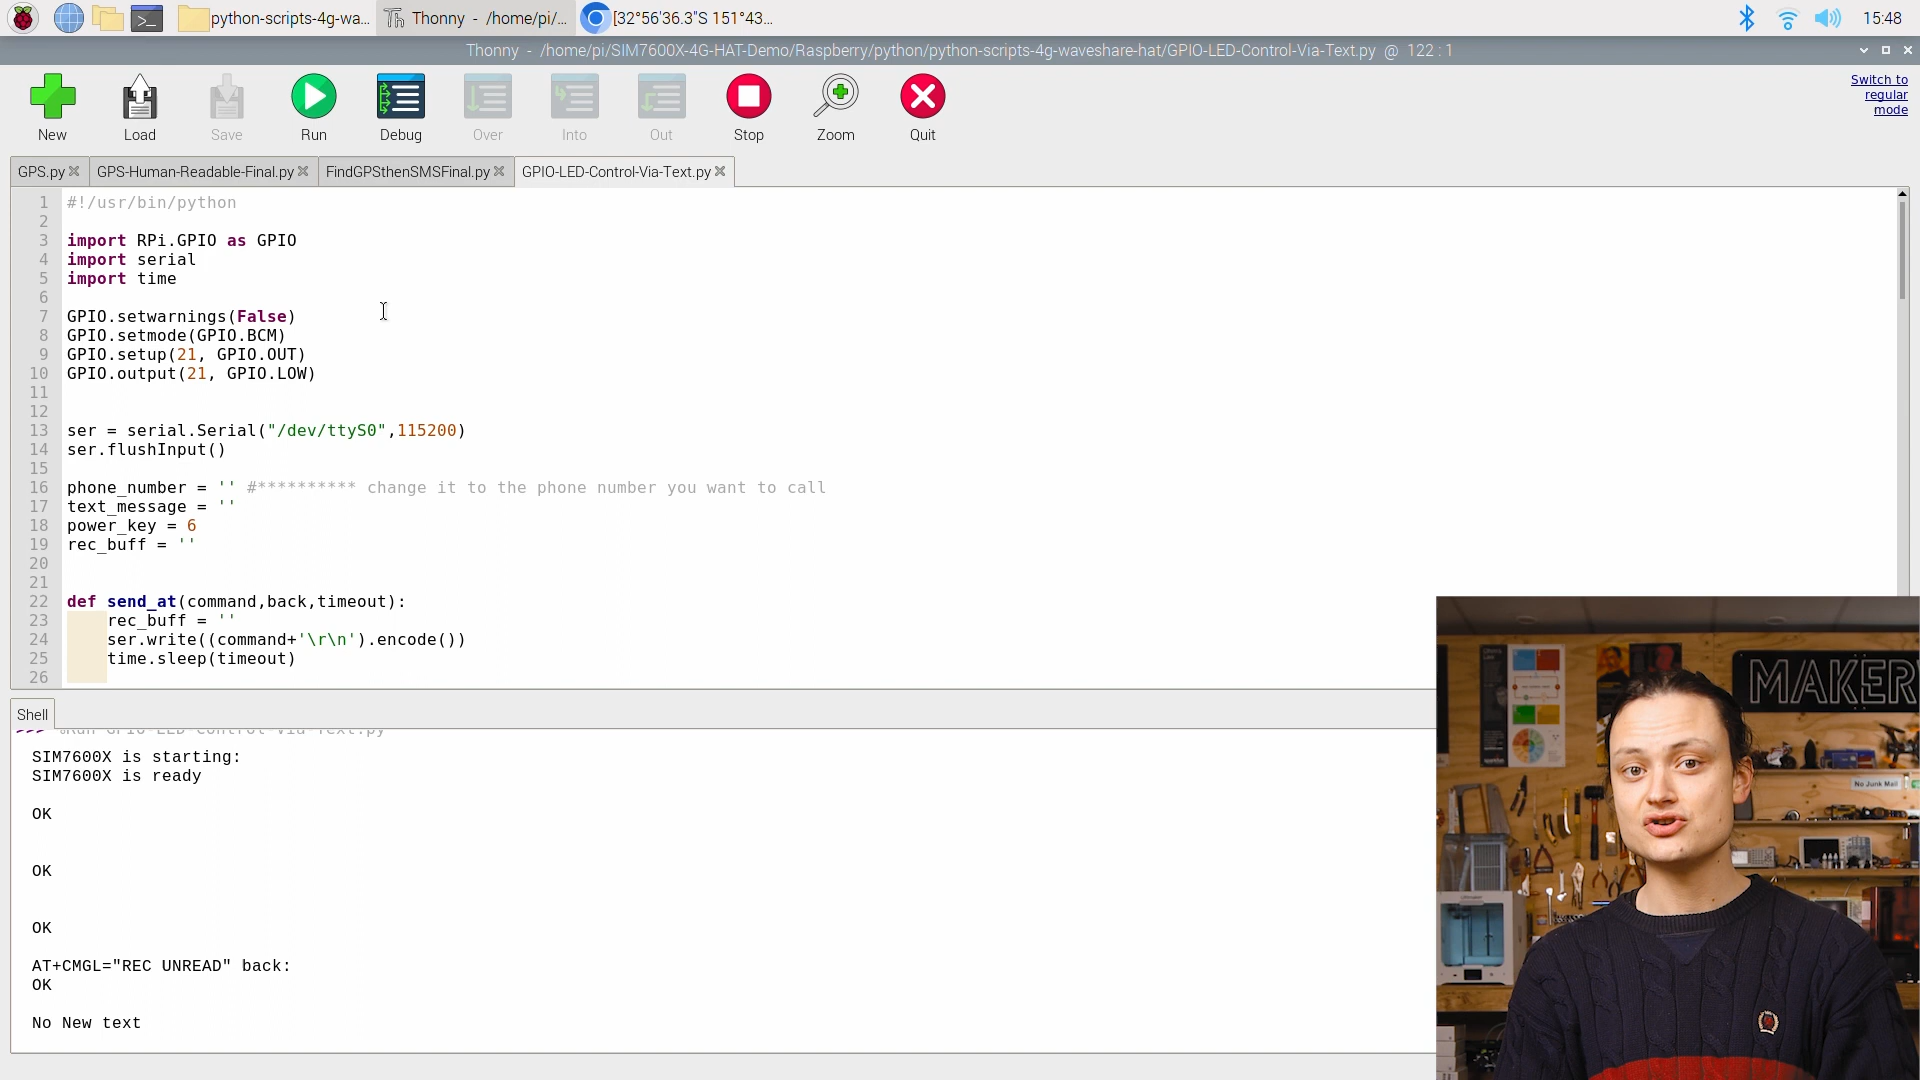 python-scripts-4g-wa...
Thonny - /home/pi/...
[32°56'36.3"S 151°43...
15:48
Thonny - /home/pi/SIM7600X-4G-HAT-Demo/Raspberry/python/python-scripts-4g-waveshare-hat/GPIO-LED-Control-Via-Text.py @ 122 : 1
New
Load
Save
Run
Debug
Over
Into
Out
Stop
Zoom
Quit
Switch to
regular
mode
GPS.py
GPS-Human-Readable-Final.py
FindGPSthenSMSFinal.py
GPIO-LED-Control-Via-Text.py
1 #!/usr/bin/python
2
3 import RPi.GPIO as GPIO
4 import serial
5 import time
6
7 GPIO.setwarnings(False)
8 GPIO.setmode(GPIO.BCM)
9 GPIO.setup(21, GPIO.OUT)
10 GPIO.output(21, GPIO.LOW)
11
12
13 ser = serial.Serial("/dev/ttyS0",115200)
14 ser.flushInput()
15
16 phone_number = '' #********** change it to the phone number you want to call
17 text_message = ''
18 power_key = 6
19 rec_buff = ''
20
21
22 def send_at(command,back,timeout):
23 rec_buff = ''
24 ser.write((command+'\r\n').encode())
25 time.sleep(timeout)
26
Shell
>>> %Run GPIO-LED-Control-Via-Text.py
SIM7600X is starting:
SIM7600X is ready
OK
OK
OK
AT+CMGL="REC UNREAD" back:
OK
No New text
MAKER
No Junk Mail